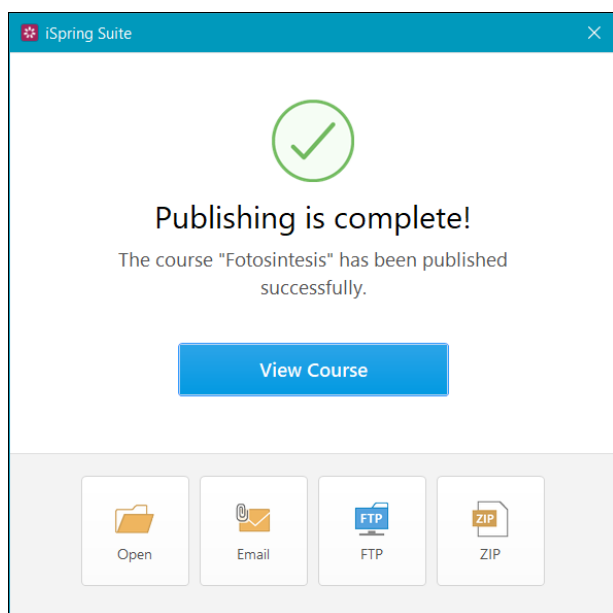 iSpring Suite
Publishing is complete!
The course "Fotosintesis" has been published
successfully.
View Course
FTP
ZIP
Open
Email
FTP
ZIP